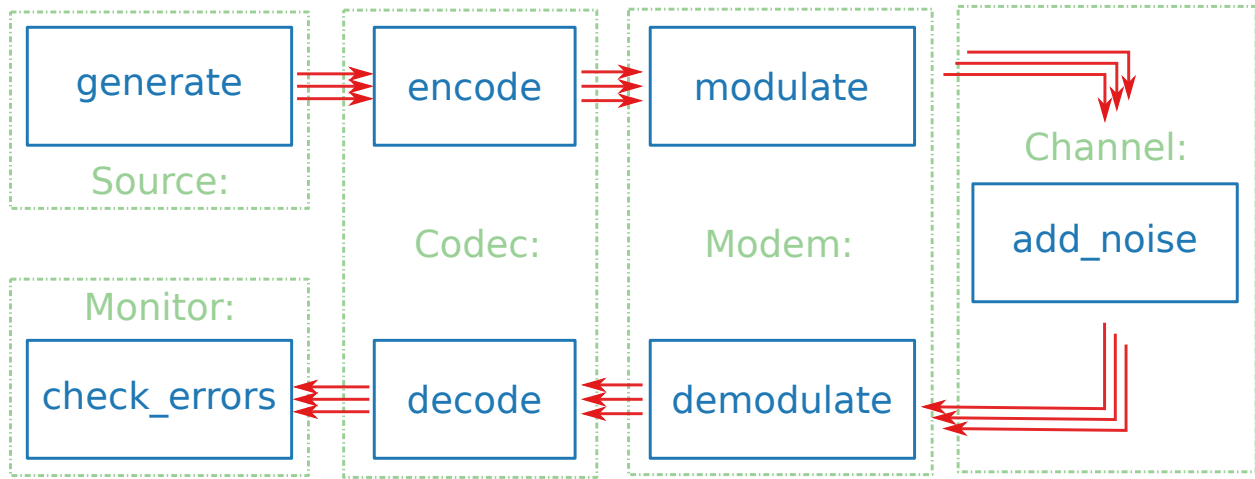 generate
encode
modulate
Source:
Channel:
Codec:
Modem:
add_noise
Monitor:
check_errors
decode
demodulate